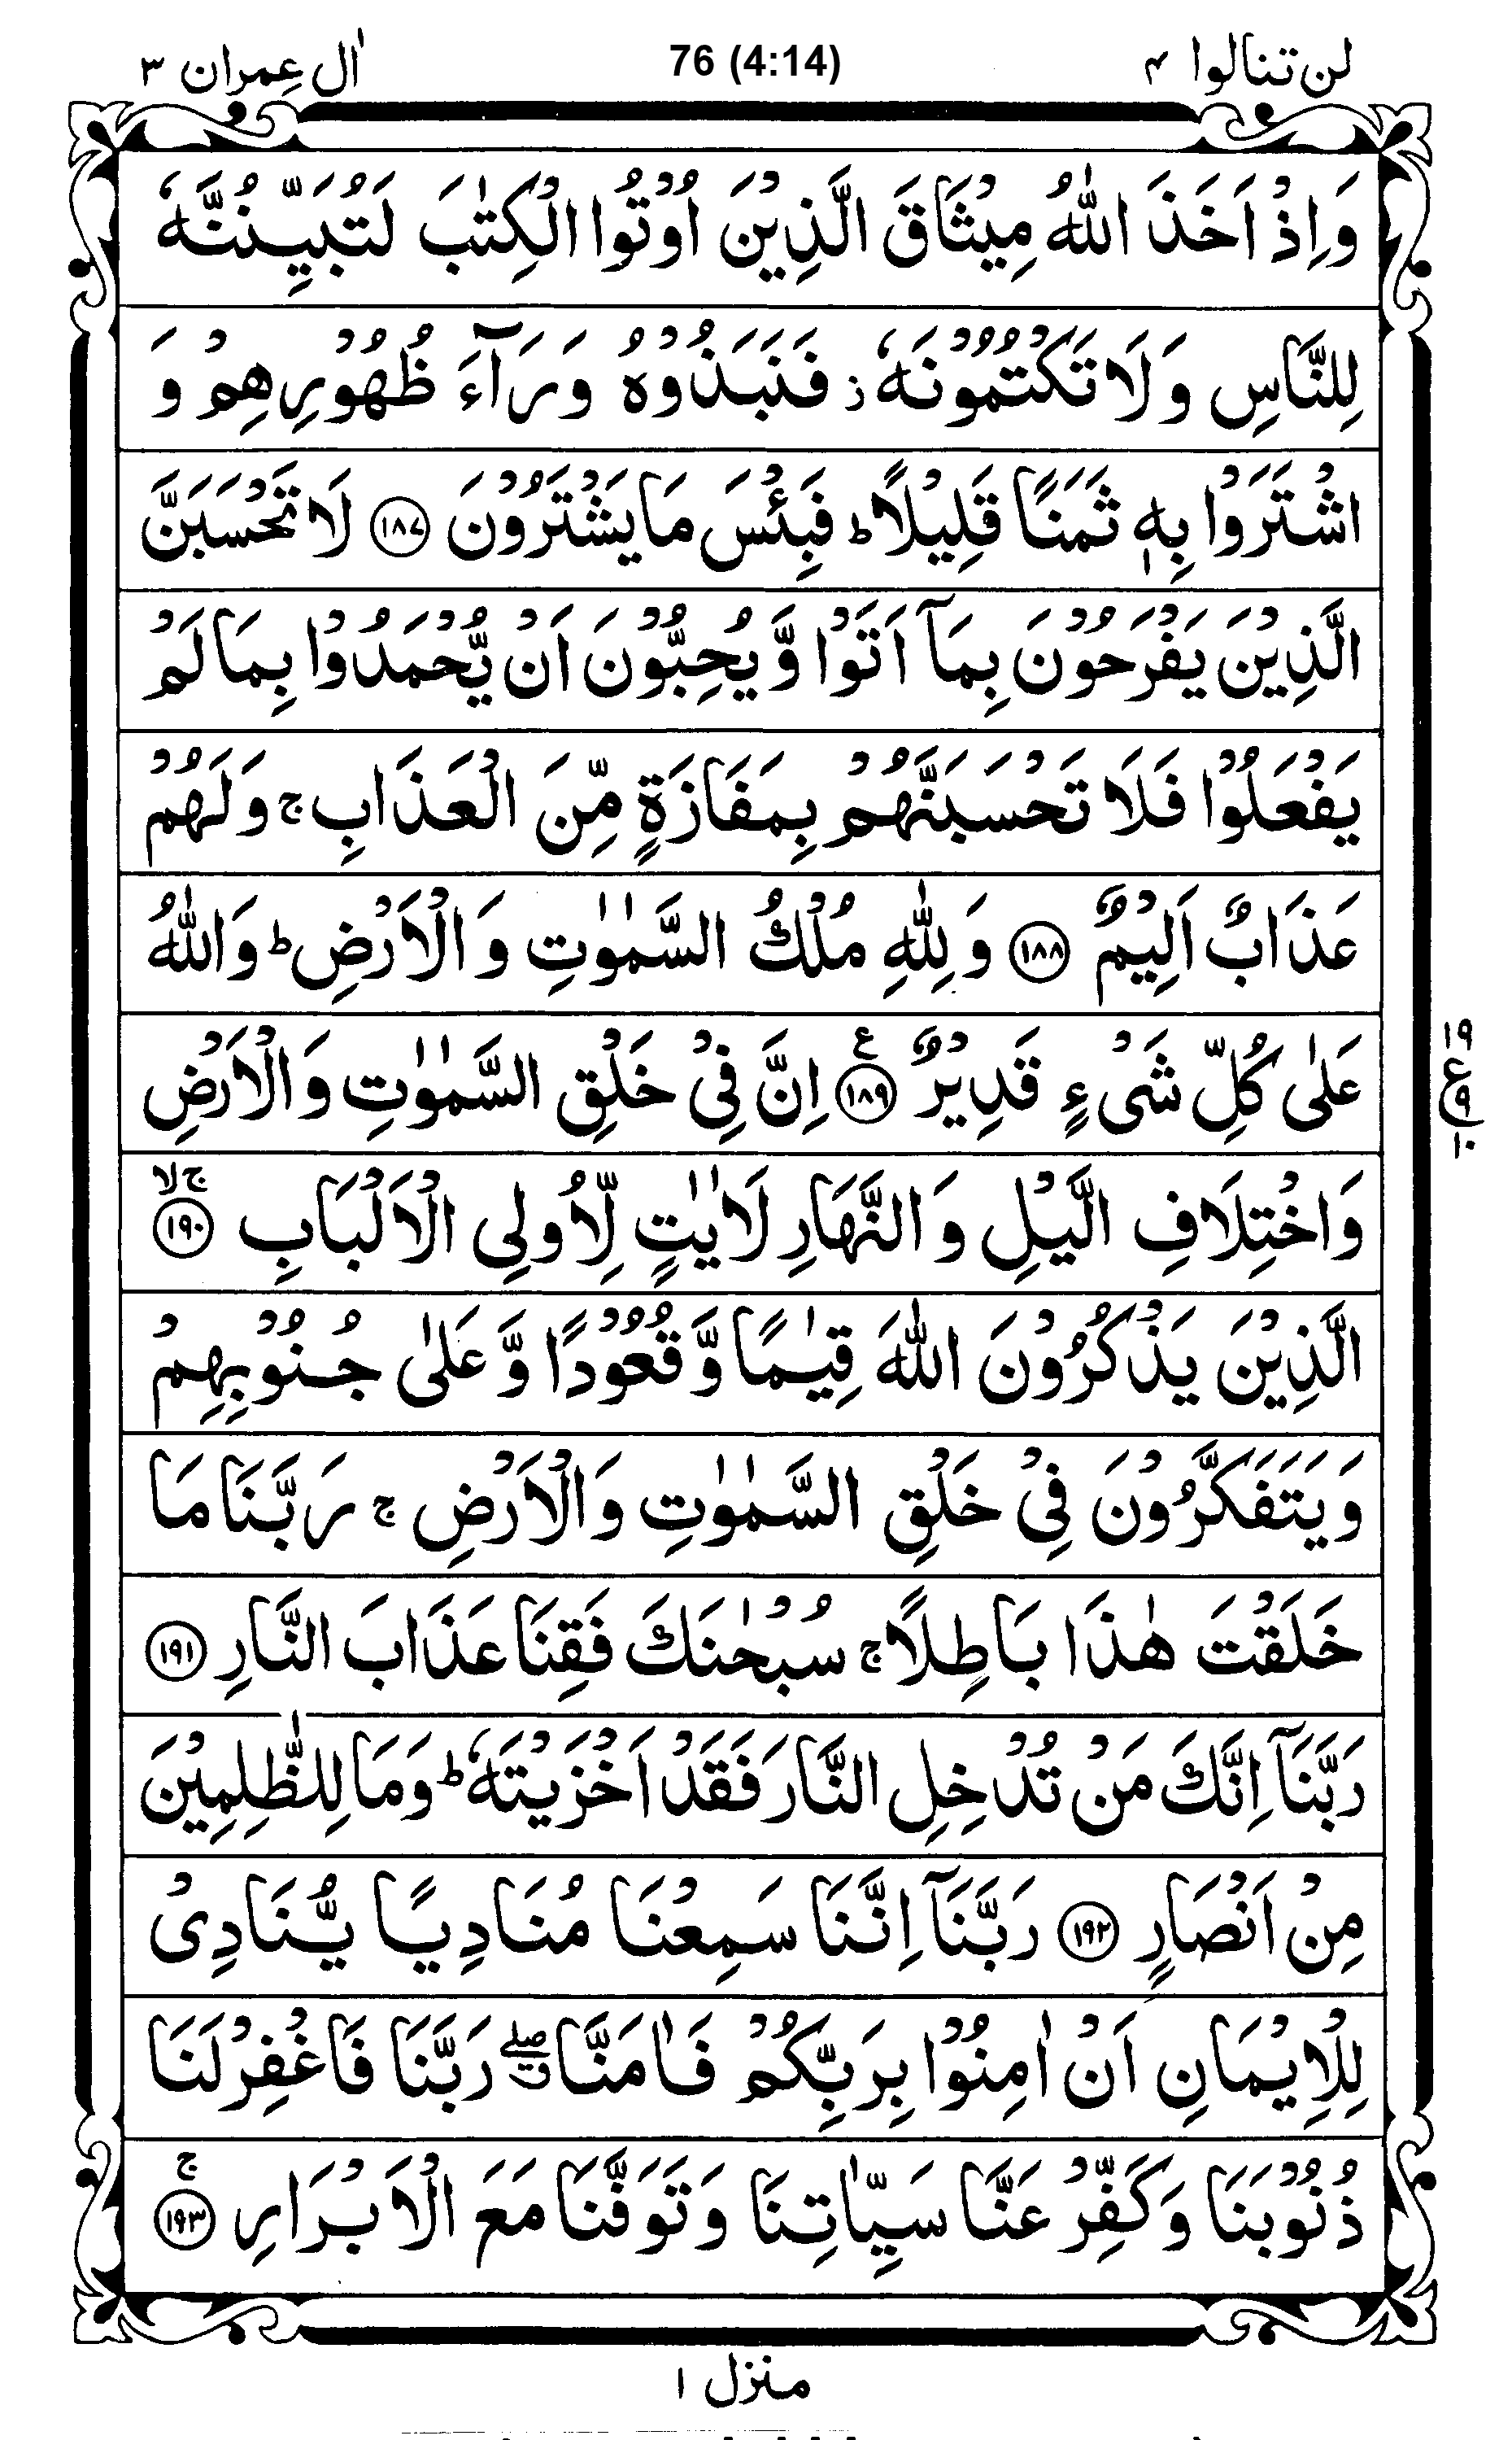 لن تنالوا ۴ 76 (4:14) اٰل عمران ۳
وَاِذۡ اَخَذَ اللّٰهُ مِيۡثَاقَ الَّذِيۡنَ اُوۡتُوا الۡكِتٰبَ لَتُبَيِّنُنَّهٗ
لِلنَّاسِ وَلَا تَكۡتُمُوۡنَهٗ ز فَنَبَذُوۡهُ وَرَآءَ ظُهُوۡرِهِمۡ وَ
اشۡتَرَوۡا بِهٖ ثَمَنًا قَلِيۡلًا ؕ فَبِئۡسَ مَا يَشۡتَرُوۡنَ ﴿۱۸۷﴾ لَا تَحۡسَبَنَّ
الَّذِيۡنَ يَفۡرَحُوۡنَ بِمَاۤ اَتَوۡا وَّيُحِبُّوۡنَ اَنۡ يُّحۡمَدُوۡا بِمَا لَمۡ
يَفۡعَلُوۡا فَلَا تَحۡسَبَنَّهُمۡ بِمَفَازَةٍ مِّنَ الۡعَذَابِ ۚ وَلَهُمۡ
عَذَابٌ اَلِيۡمٌ ﴿۱۸۸﴾ وَلِلّٰهِ مُلۡكُ السَّمٰوٰتِ وَالۡاَرۡضِ ؕ وَاللّٰهُ
عَلٰى كُلِّ شَىۡءٍ قَدِيۡرٌ ﴿۱۸۹﴾ ع اِنَّ فِىۡ خَلۡقِ السَّمٰوٰتِ وَالۡاَرۡضِ
۱۹ ع ۹ ۱۰
وَاخۡتِلَافِ الَّيۡلِ وَالنَّهَارِ لَاٰيٰتٍ لِّاُولِى الۡاَلۡبَابِ ﴿۱۹۰﴾ ۚۙ
الَّذِيۡنَ يَذۡكُرُوۡنَ اللّٰهَ قِيٰمًا وَّقُعُوۡدًا وَّعَلٰى جُنُوۡبِهِمۡ
وَيَتَفَكَّرُوۡنَ فِىۡ خَلۡقِ السَّمٰوٰتِ وَالۡاَرۡضِ ۚ رَبَّنَا مَا
خَلَقۡتَ هٰذَا بَاطِلًا ۚ سُبۡحٰنَكَ فَقِنَا عَذَابَ النَّارِ ﴿۱۹۱﴾
رَبَّنَاۤ اِنَّكَ مَنۡ تُدۡخِلِ النَّارَ فَقَدۡ اَخۡزَيۡتَهٗ ؕ وَمَا لِلظّٰلِمِيۡنَ
مِنۡ اَنۡصَارٍ ﴿۱۹۲﴾ رَبَّنَاۤ اِنَّنَا سَمِعۡنَا مُنَادِيًا يُّنَادِىۡ
لِلۡاِيۡمَانِ اَنۡ اٰمِنُوۡا بِرَبِّكُمۡ فَاٰمَنَّا ۖ رَبَّنَا فَاغۡفِرۡ لَنَا
ذُنُوۡبَنَا وَكَفِّرۡ عَنَّا سَيِّاٰتِنَا وَتَوَفَّنَا مَعَ الۡاَبۡرَارِ ﴿۱۹۳﴾ ۚ
منزل ۱